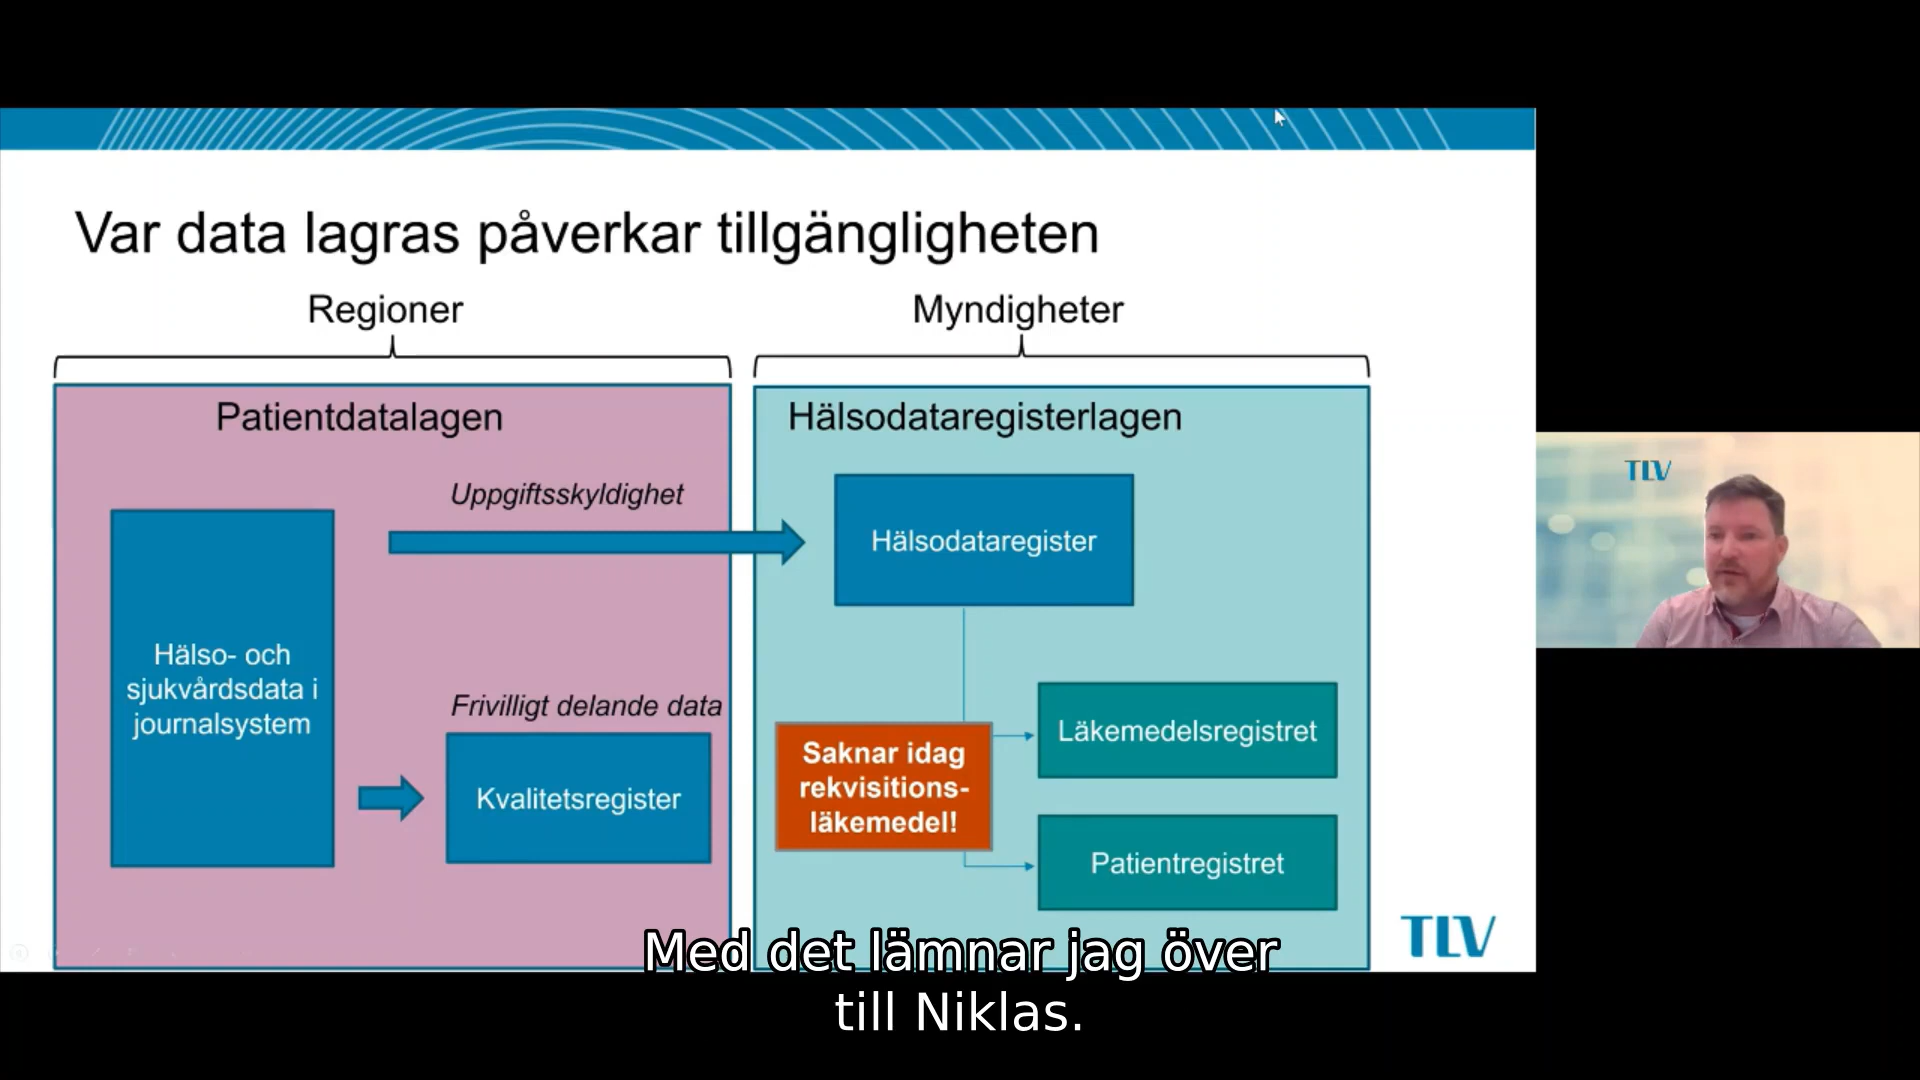 Var data lagras påverkar tillgängligheten
Regioner
Myndigheter
Patientdatalagen
Hälsodataregisterlagen
Uppgiftsskyldighet
Hälsodataregister
Hälso- och
sjukvårdsdata i
journalsystem
Frivilligt delande data
Kvalitetsregister
Saknar idag
rekvisitions-
läkemedel!
Läkemedelsregistret
Patientregistret
TLV
TLV
Med det lämnar jag över
till Niklas.